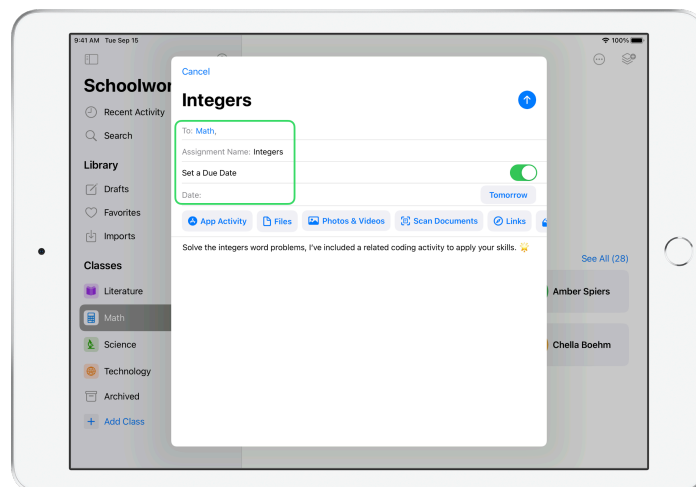 9:41 AM Tue Sep 15
100%
Cancel
Schoolwor
Integers
Recent Activity
To: Math,
Search
Assignment Name: Integers
Library
Set a Due Date
Drafts
Date:
Tomorrow
Favorites
App Activity
Files
Photos & Videos
Scan Documents
Links
Imports
Solve the integers word problems, I've included a related coding activity to apply your skills. 🌟
Classes
See All (28)
Literature
Amber Spiers
Math
Science
Chella Boehm
Technology
Archived
Add Class